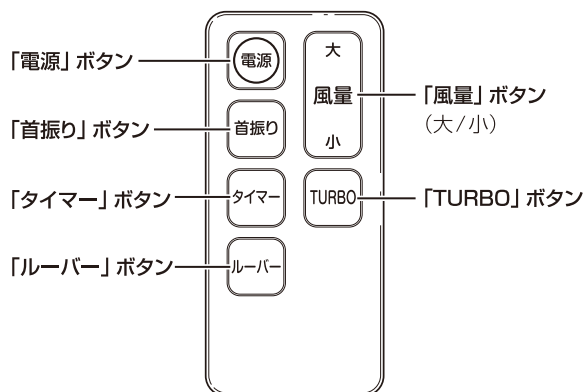 「電源」ボタン
電源
大
風量
小
「風量」ボタン
(大/小)
「首振り」ボタン
首振り
「タイマー」ボタン
タイマー
TURBO
「TURBO」ボタン
「ルーバー」ボタン
ルーバー